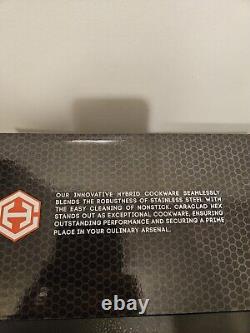 OUR INNOVATIVE HYBRID COOKWARE SEAMLESSLY
BLENDS THE ROBUSTNESS OF STAINLESS STEEL WITH
THE EASY CLEANING OF NONSTICK. CARACLAD HEX
STANDS OUT AS EXCEPTIONAL COOKWARE, ENSURING
OUTSTANDING PERFORMANCE AND SECURING A PRIME
PLACE IN YOUR CULINARY ARSENAL.
ebay